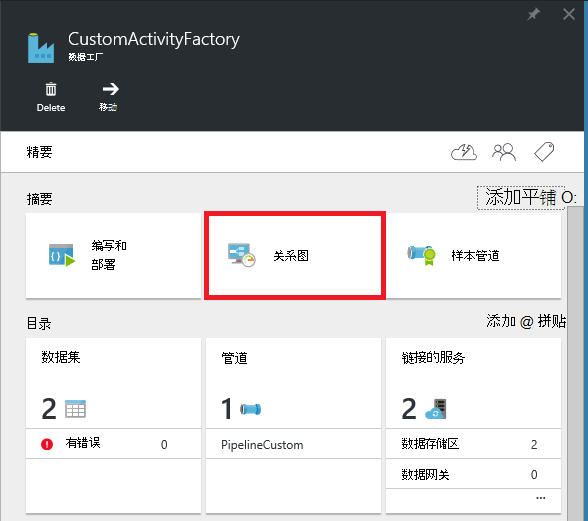 CustomActivityFactory
数据工厂
Delete
移动
精要
摘要
添加平铺 O:
编写和
部署
关系图
样本管道
目录
添加 @ 拼贴
数据集
2
有错误 0
管道
1
PipelineCustom
链接的服务
2
数据存储区 2
数据网关 0
...